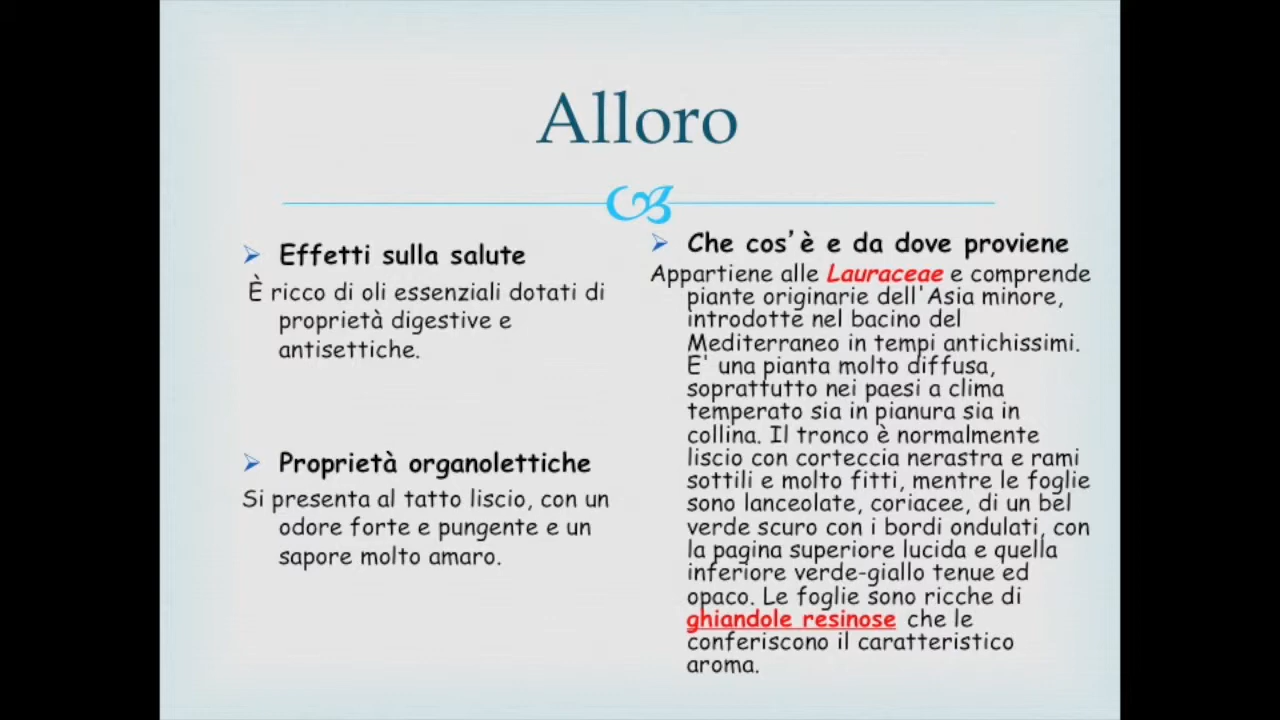 Alloro
Effetti sulla salute
È ricco di oli essenziali dotati di
proprietà digestive e
antisettiche.
Proprietà organolettiche
Si presenta al tatto liscio, con un
odore forte e pungente e un
sapore molto amaro.
Che cos’è e da dove proviene
Appartiene alle Lauraceae e comprende
piante originarie dell'Asia minore,
introdotte nel bacino del
Mediterraneo in tempi antichissimi.
E' una pianta molto diffusa,
soprattutto nei paesi a clima
temperato sia in pianura sia in
collina. Il tronco è normalmente
liscio con corteccia nerastra e rami
sottili e molto fitti, mentre le foglie
sono lanceolate, coriacee, di un bel
verde scuro con i bordi ondulati, con
la pagina superiore lucida e quella
inferiore verde-giallo tenue ed
opaco. Le foglie sono ricche di
ghiandole resinose che le
conferiscono il caratteristico
aroma.